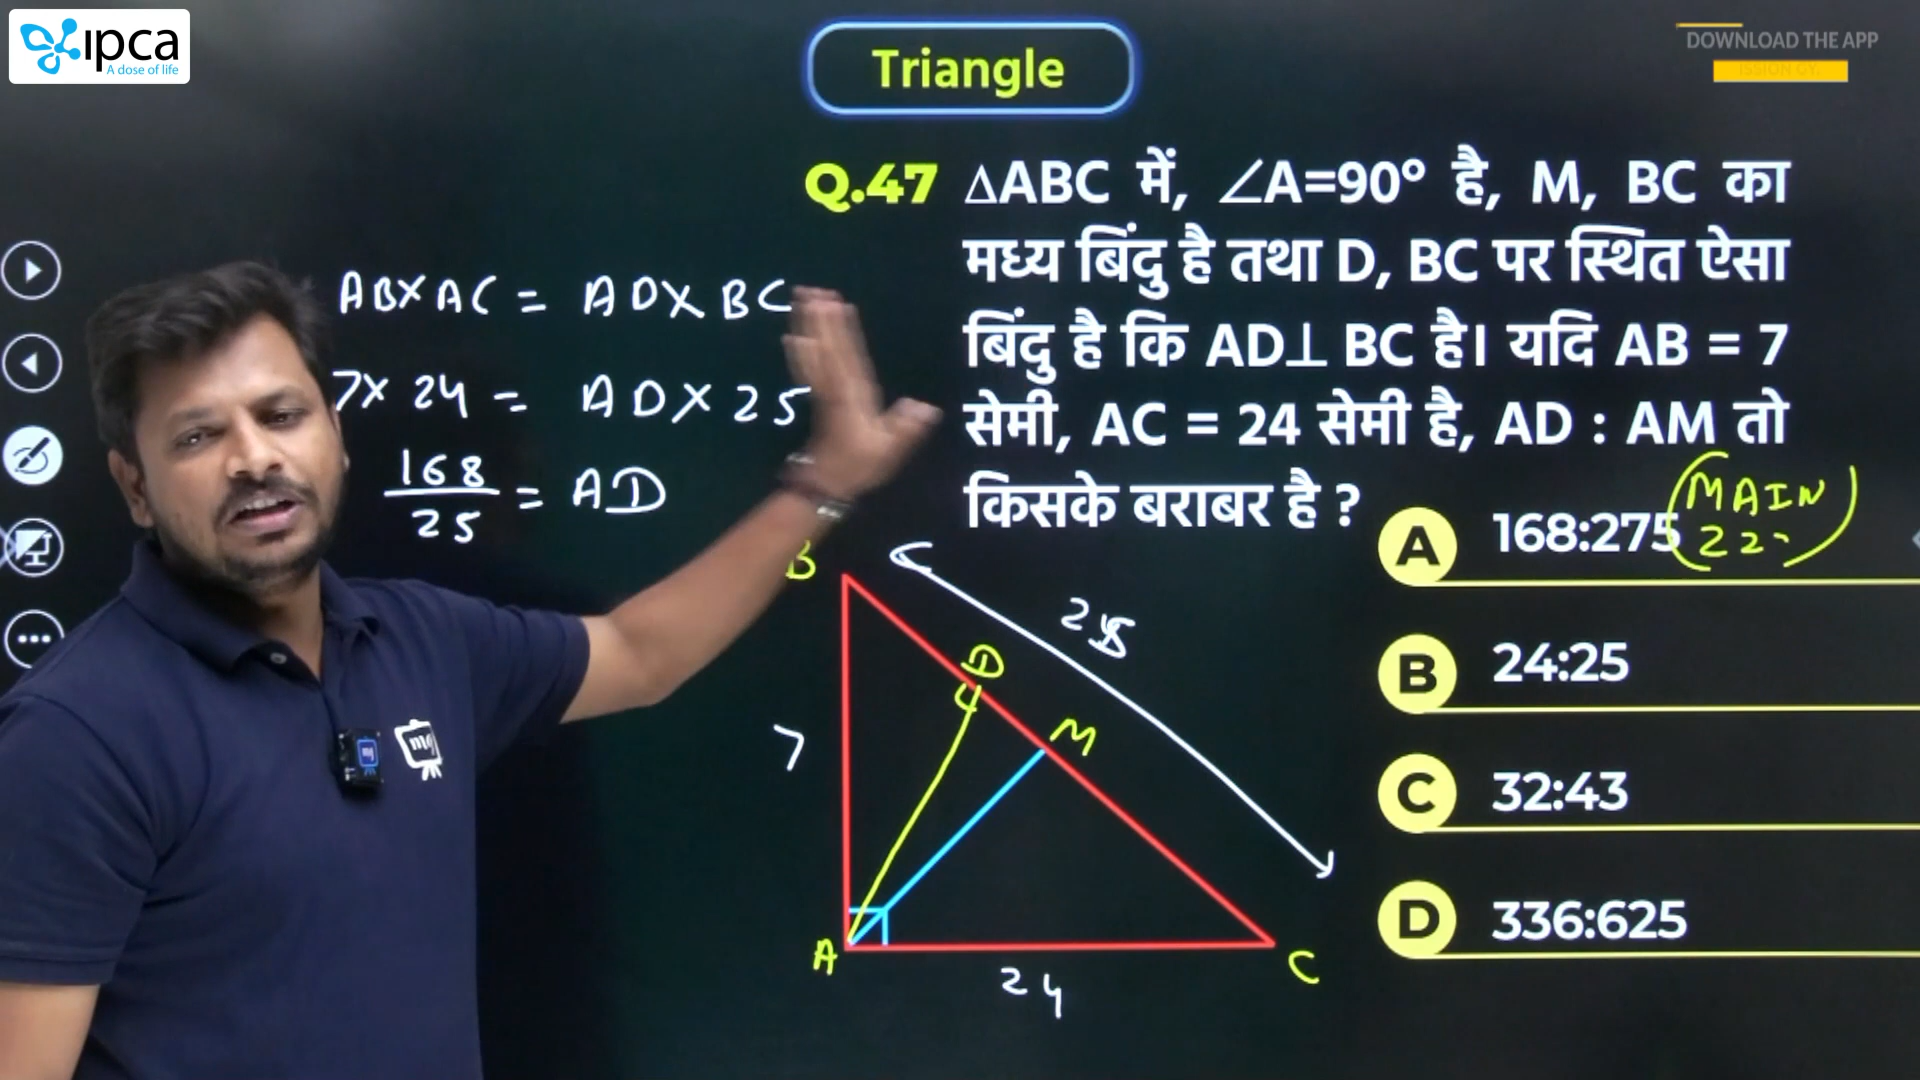 ipca
A dose of life
Triangle
DOWNLOAD THE APP
Q.47 ΔABC में, ∠A=90° है, M, BC का
मध्य बिंदु है तथा D, BC पर स्थित ऐसा
बिंदु है कि AD⊥ BC है। यदि AB = 7
सेमी, AC = 24 सेमी है, AD : AM तो
किसके बराबर है ?
(MAIN
22)
A 168:275
B 24:25
C 32:43
D 336:625
AB×AC = AD×BC
7×24 = AD×25
168/25 = AD
B
25
D
M
7
A
C
24
mg